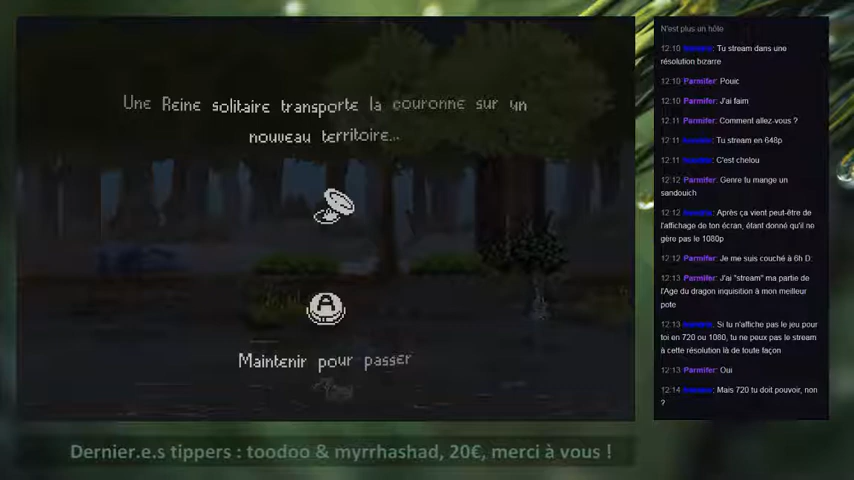 Une Reine solitaire transporte la couronne sur un
nouveau territoire...
A
Maintenir pour passer
N'est plus un hôte
12:10 : Tu stream dans une
résolution bizarre
12:10 Parmifer: Pouic
12:10 Parmifer: J'ai faim
12:11 Parmifer: Comment allez-vous ?
12:11 : Tu stream en 648p
12:11 : C'est chelou
12:12 Parmifer: Genre tu mange un
sandouich
12:12 : Après ça vient peut-être de
l'affichage de ton écran, étant donné qu'il ne
gère pas le 1080p
12:12 Parmifer: Je me suis couché à 6h D:
12:13 Parmifer: J'ai "stream" ma partie de
l'Age du dragon inquisition à mon meilleur
pote
12:13 : Si tu n'affiche pas le jeu pour
toi en 720 ou 1080, tu ne peux pas le stream
à cette résolution là de toute façon
12:13 Parmifer: Oui
12:14 : Mais 720 tu doit pouvoir, non
?
Dernier.e.s tippers : toodoo & myrrhashad, 20€, merci à vous !